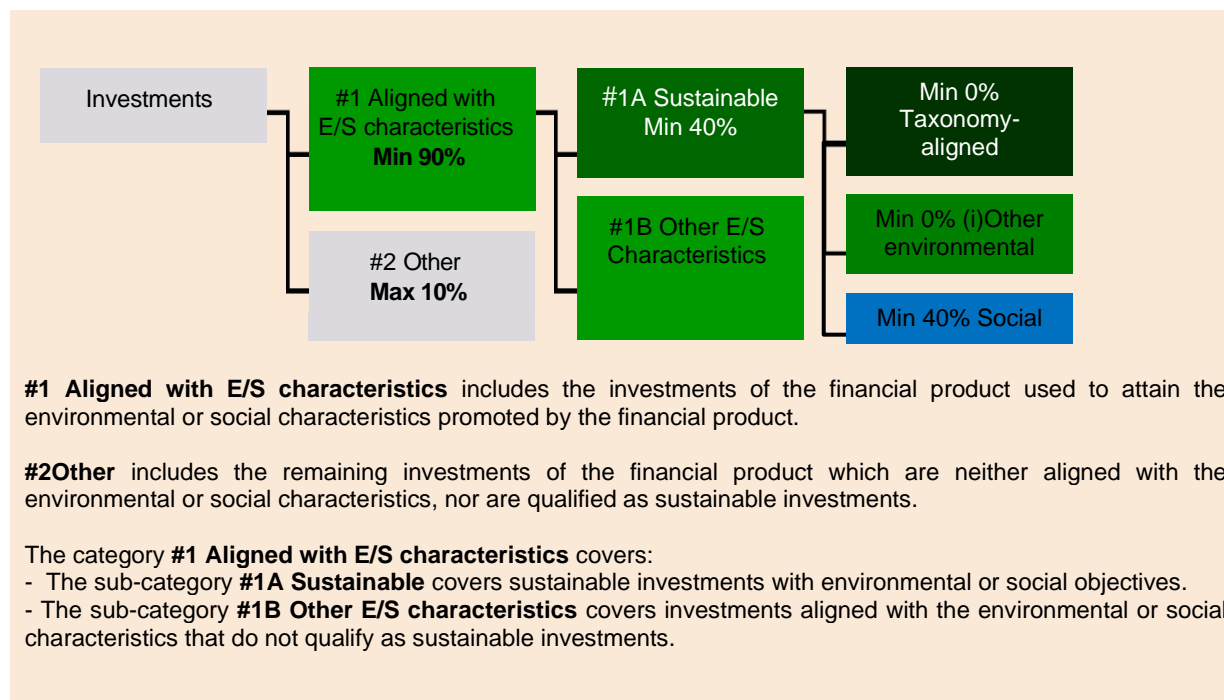 Investments
#1 Aligned with
E/S characteristics
Min 90%
#2 Other
Max 10%
#1A Sustainable
Min 40%
#1B Other E/S
Characteristics
Min 0%
Taxonomy-
aligned
Min 0% (i)Other
environmental
Min 40% Social
#1 Aligned with E/S characteristics includes the investments of the financial product used to attain the
environmental or social characteristics promoted by the financial product.
#2Other includes the remaining investments of the financial product which are neither aligned with the
environmental or social characteristics, nor are qualified as sustainable investments.
The category #1 Aligned with E/S characteristics covers:
- The sub-category #1A Sustainable covers sustainable investments with environmental or social objectives.
- The sub-category #1B Other E/S characteristics covers investments aligned with the environmental or social
characteristics that do not qualify as sustainable investments.